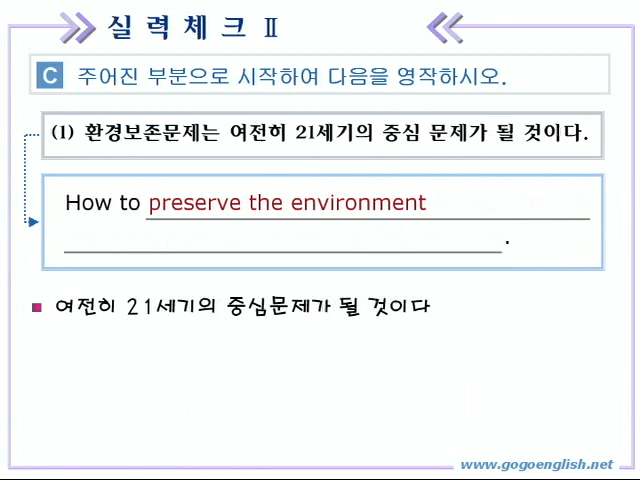 실 력 체 크 Ⅱ
C 주어진 부분으로 시작하여 다음을 영작하시오.
(1) 환경보존문제는 여전히 21세기의 중심 문제가 될 것이다.
How to preserve the environment
.
여전히 21세기의 중심문제가 될 것이다
www.gogoenglish.net